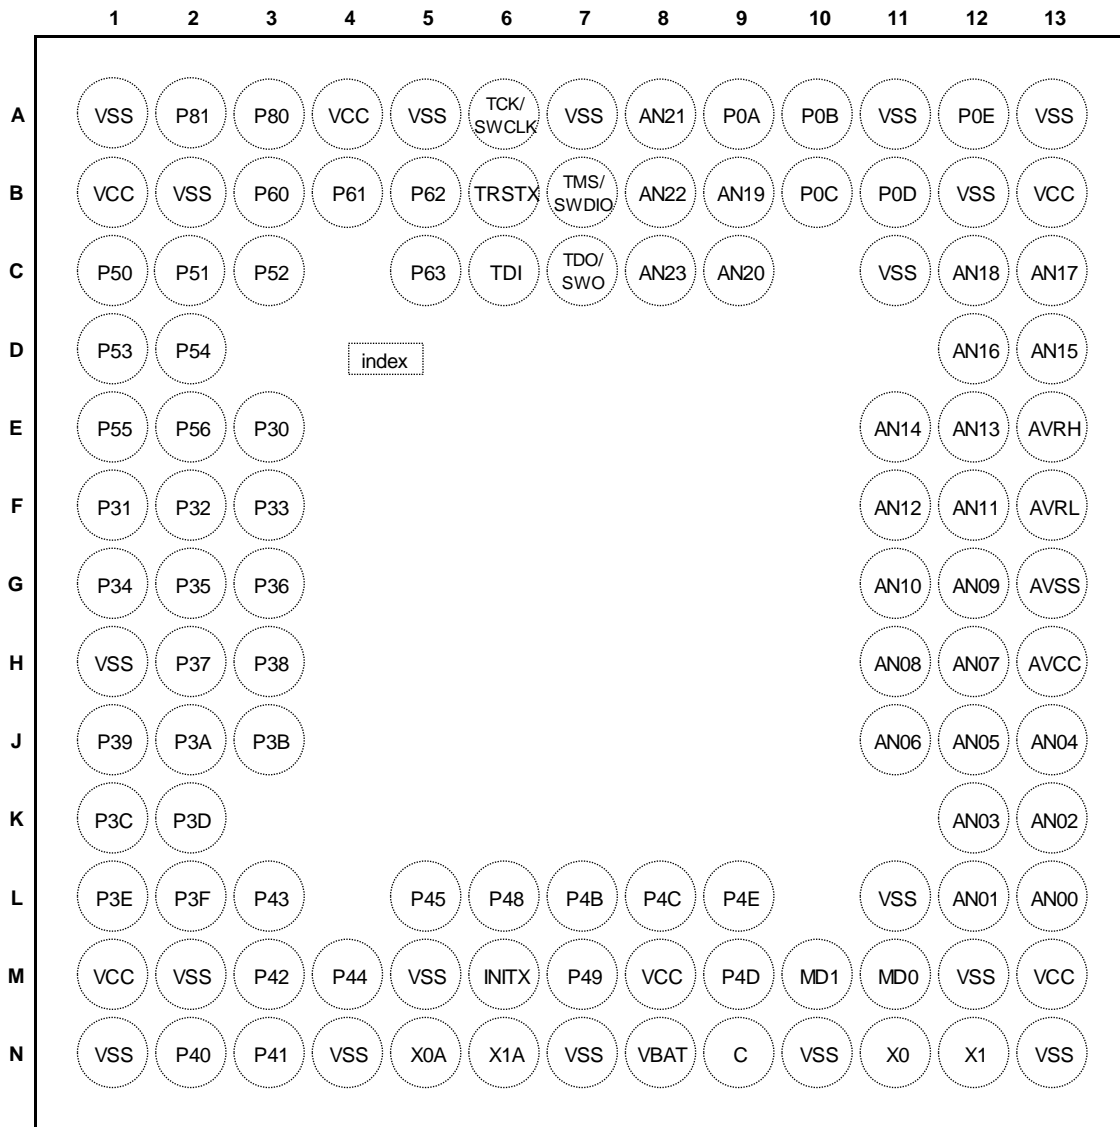 1 2 3 4 5 6 7 8 9 10 11 12 13
A VSS P81 P80 VCC VSS TCK/ SWCLK VSS AN21 P0A P0B VSS P0E VSS
B VCC VSS P60 P61 P62 TRSTX TMS/ SWDIO AN22 AN19 P0C P0D VSS VCC
C P50 P51 P52 P63 TDI TDO/ SWO AN23 AN20 VSS AN18 AN17
D P53 P54 index AN16 AN15
E P55 P56 P30 AN14 AN13 AVRH
F P31 P32 P33 AN12 AN11 AVRL
G P34 P35 P36 AN10 AN09 AVSS
H VSS P37 P38 AN08 AN07 AVCC
J P39 P3A P3B AN06 AN05 AN04
K P3C P3D AN03 AN02
L P3E P3F P43 P45 P48 P4B P4C P4E VSS AN01 AN00
M VCC VSS P42 P44 VSS INITX P49 VCC P4D MD1 MD0 VSS VCC
N VSS P40 P41 VSS X0A X1A VSS VBAT C VSS X0 X1 VSS